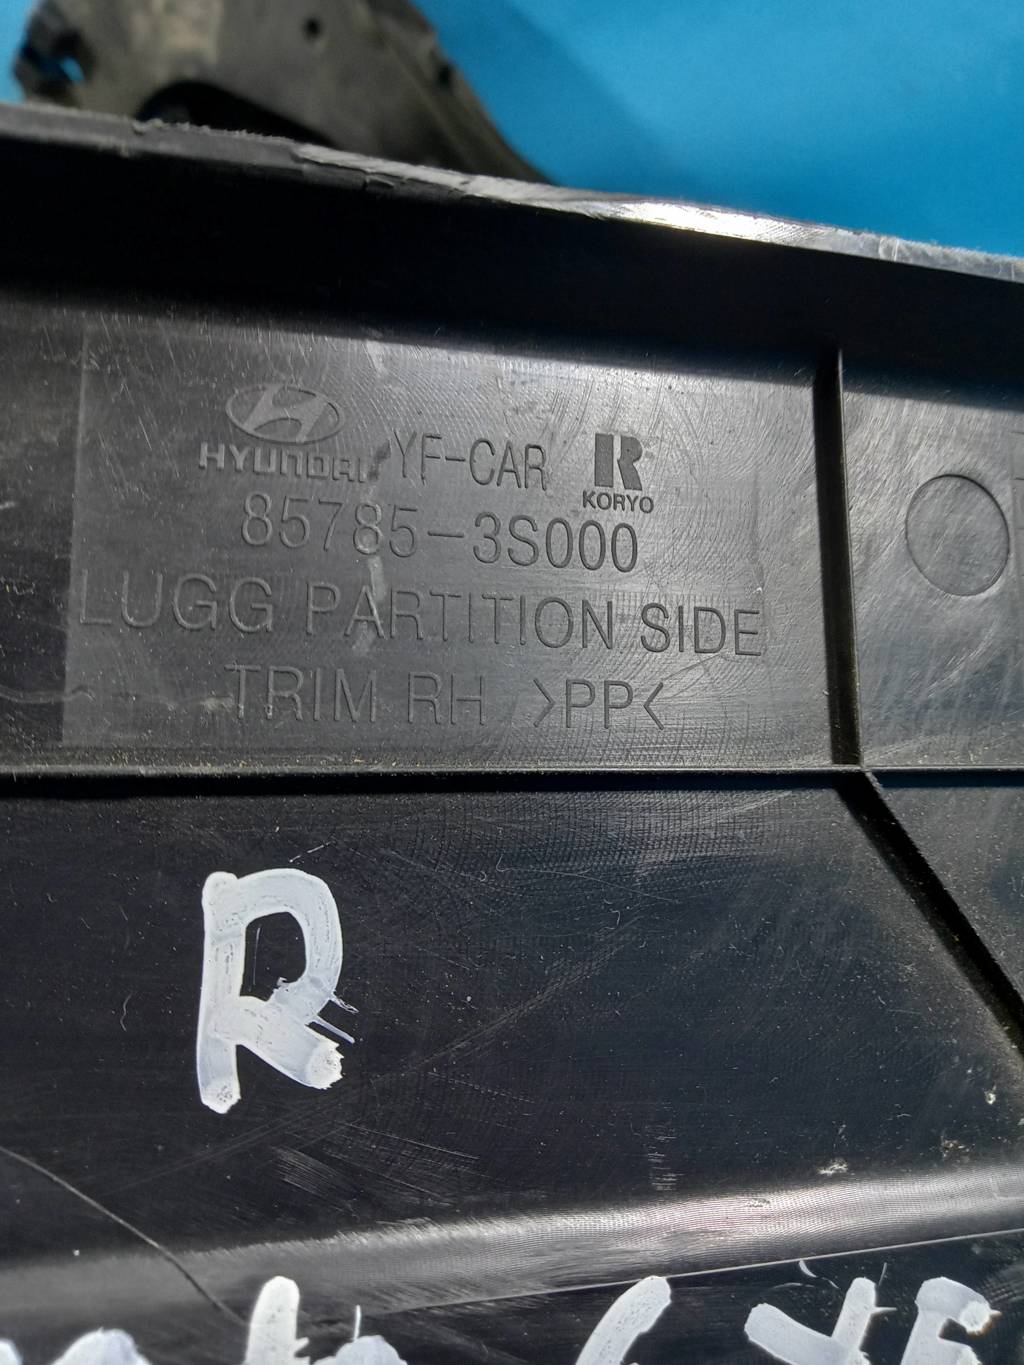 HYUNDAI YF-CAR R KORYO
85785-3S000
LUGG PARTITION SIDE
TRIM RH >PP<
R